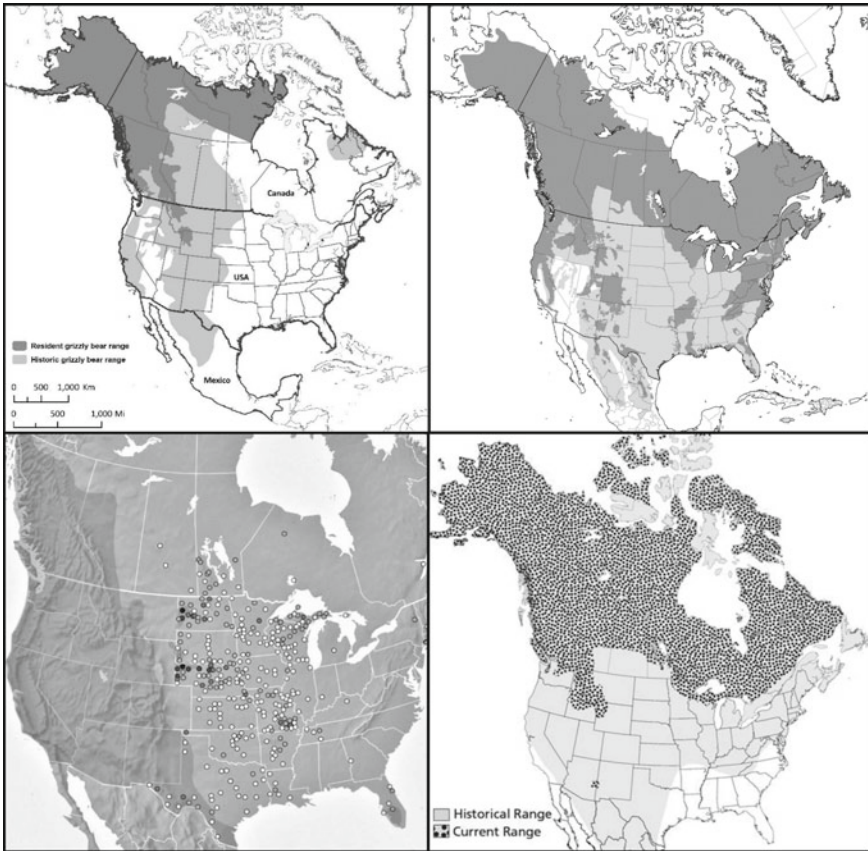 Canada
USA
Resident grizzly bear range
Historic grizzly bear range
Mexico
0 500 1,000 Km
0 500 1,000 Mi
Historical Range
Current Range